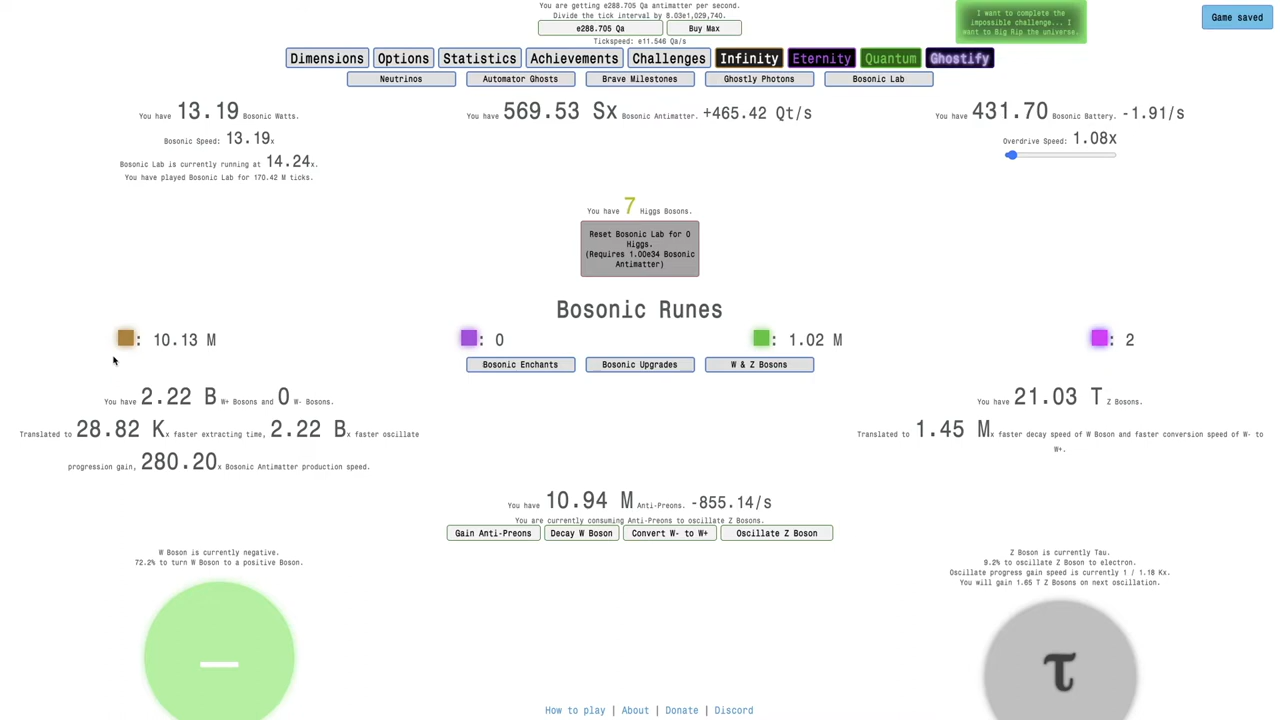 You are getting e288.705 Qa antimatter per second.
Divide the tick interval by 8.03e1,029,740.
e288.705 Qa
Buy Max
Tickspeed: e11.546 Qa/s
I want to complete the
impossible challenge... I
want to Big Rip the universe.
Game saved
Dimensions
Options
Statistics
Achievements
Challenges
Infinity
Eternity
Quantum
Ghostify
Neutrinos
Automator Ghosts
Brave Milestones
Ghostly Photons
Bosonic Lab
You have 13.19 Bosonic Watts.
Bosonic Speed: 13.19x
Bosonic Lab is currently running at 14.24x.
You have played Bosonic Lab for 170.42 M ticks.
You have 569.53 Sx Bosonic Antimatter. +465.42 Qt/s
You have 431.70 Bosonic Battery. -1.91/s
Overdrive Speed: 1.08x
You have 7 Higgs Bosons.
Reset Bosonic Lab for 0
Higgs.
(Requires 1.00e34 Bosonic
Antimatter)
Bosonic Runes
: 10.13 M
: 0
: 1.02 M
: 2
Bosonic Enchants
Bosonic Upgrades
W & Z Bosons
You have 2.22 B W+ Bosons and 0 W- Bosons.
Translated to 28.82 Kx faster extracting time, 2.22 Bx faster oscillate
progression gain, 280.20x Bosonic Antimatter production speed.
You have 21.03 T Z Bosons.
Translated to 1.45 Mx faster decay speed of W Boson and faster conversion speed of W- to
W+.
You have 10.94 M Anti-Preons. -855.14/s
You are currently consuming Anti-Preons to oscillate Z Bosons.
Gain Anti-Preons
Decay W Boson
Convert W- to W+
Oscillate Z Boson
W Boson is currently negative.
72.2% to turn W Boson to a positive Boson.
−
Z Boson is currently Tau.
9.2% to oscillate Z Boson to electron.
Oscillate progress gain speed is currently 1 / 1.18 Kx.
You will gain 1.65 T Z Bosons on next oscillation.
τ
How to play | About | Donate | Discord